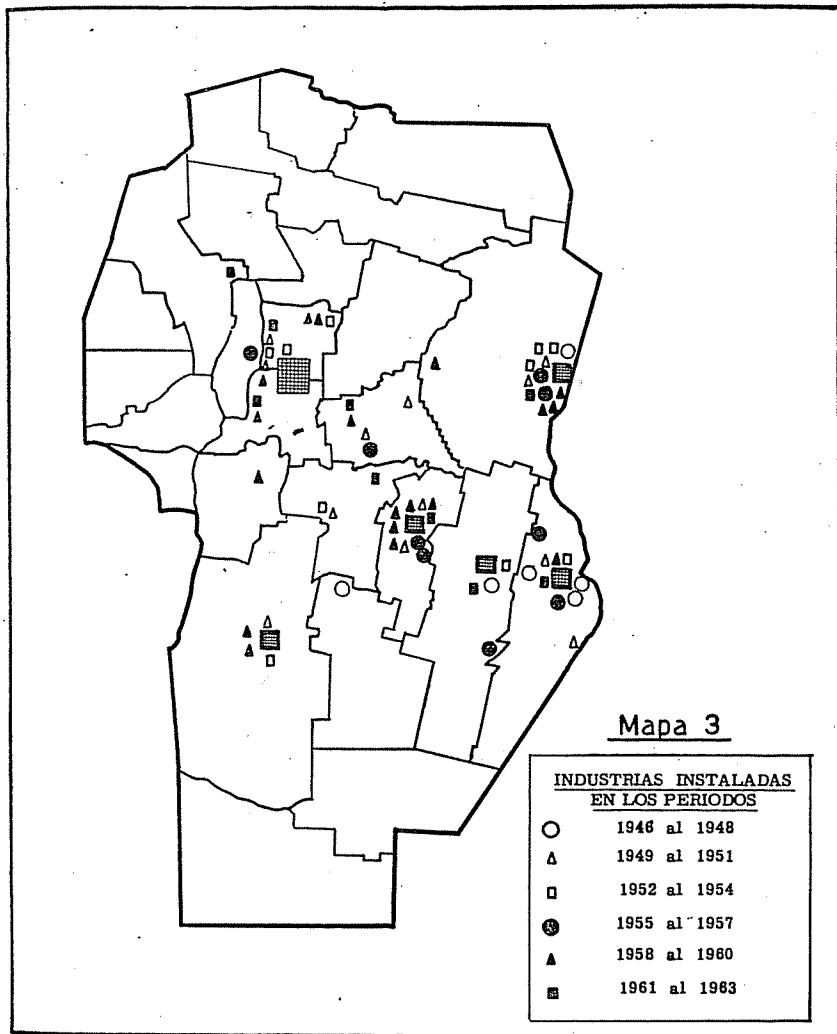 Mapa 3
INDUSTRIAS INSTALADAS
EN LOS PERIODOS
1946 al 1948
1949 al 1951
1952 al 1954
1955 al 1957
1958 al 1960
1961 al 1963